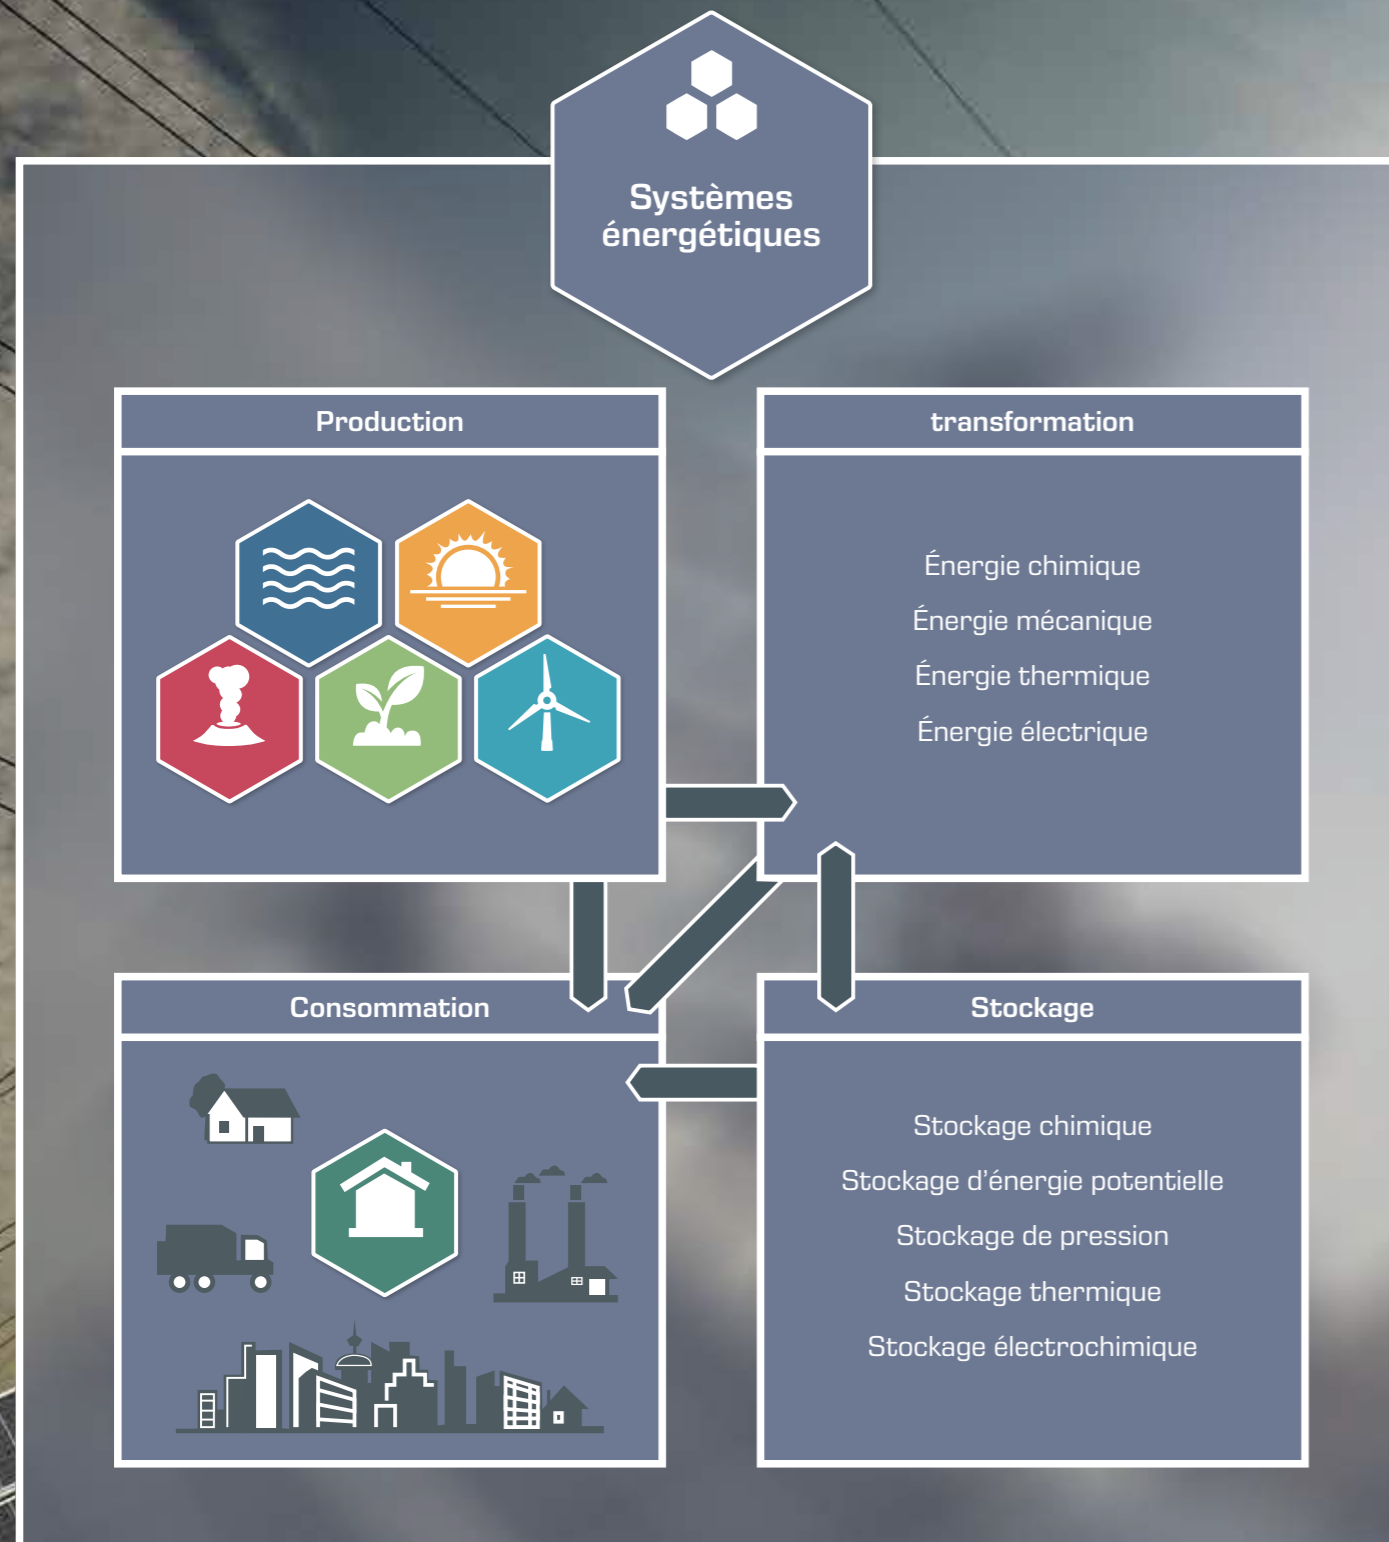 Systèmes
énergétiques
Production
transformation
Énergie chimique
Énergie mécanique
Énergie thermique
Énergie électrique
Consommation
Stockage
Stockage chimique
Stockage d'énergie potentielle
Stockage de pression
Stockage thermique
Stockage électrochimique